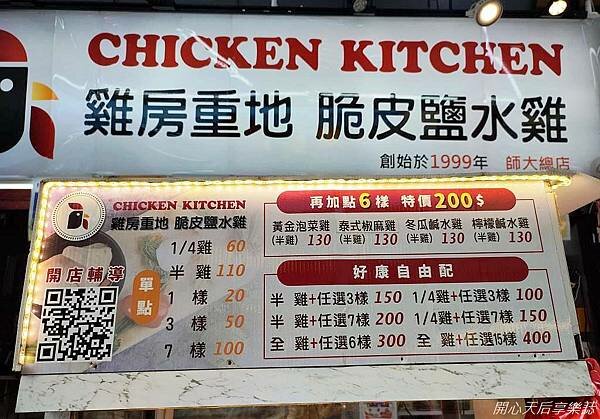 CHICKEN KITCHEN
雞房重地 脆皮鹽水雞
創始於1999年 師大總店
CHICKEN KITCHEN
雞房重地 脆皮鹽水雞
開店輔導
單點
1/4雞 60
半雞 110
1樣 20
3樣 50
7樣 100
再加點6樣 特價200$
黃金泡菜雞 泰式椒麻雞 冬瓜鹹水雞 檸檬鹹水雞
(半雞) 130 (半雞) 130 (半雞) 130 (半雞) 130
好康自由配
半雞+任選3樣 150 1/4雞+任選3樣 100
半雞+任選7樣 200 1/4雞+任選7樣 150
全雞+任選6樣 300 全雞+任選15樣 400
開心天后享樂誌